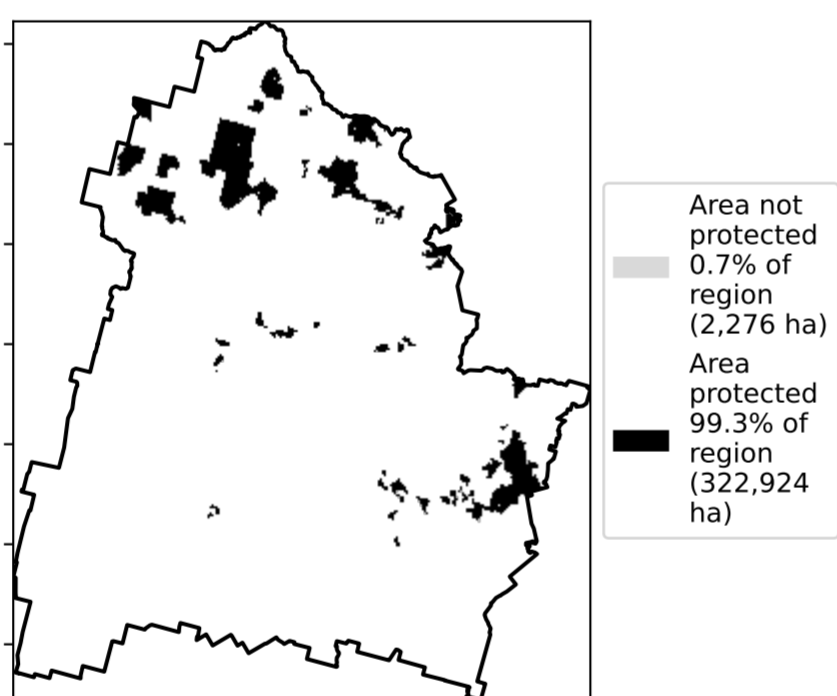 Area not
protected
0.7% of
region
(2,276 ha)
Area
protected
99.3% of
region
(322,924
ha)